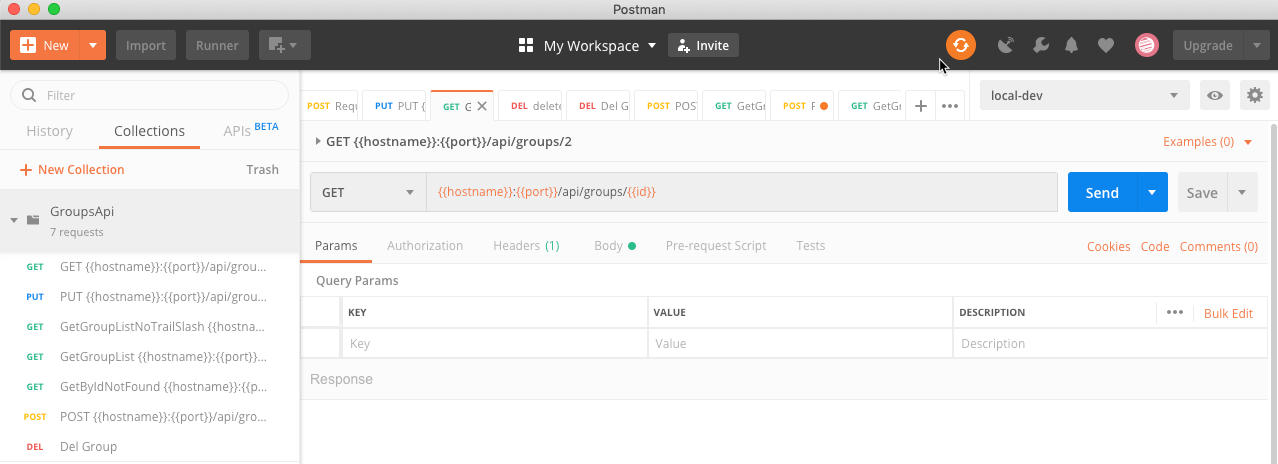 Postman
New
Import
Runner
My Workspace
Invite
Upgrade
Filter
History
Collections
APIs BETA
New Collection
Trash
GroupsApi
7 requests
GET GET {{hostname}}:{{port}}/api/grou...
PUT PUT {{hostname}}:{{port}}/api/grou...
GET GetGroupListNoTrailSlash {{hostna...
GET GetGroupList {{hostname}}:{{port}}...
GET GetByIdNotFound {{hostname}}:{{p...
POST POST {{hostname}}:{{port}}/api/gro...
DEL Del Group
POST Requ
PUT PUT {
GET G
DEL delete
DEL Del G
POST POS
GET GetGr
POST F
GET GetGr
local-dev
GET {{hostname}}:{{port}}/api/groups/2
Examples (0)
GET
{{hostname}}:{{port}}/api/groups/{{id}}
Send
Save
Params
Authorization
Headers (1)
Body
Pre-request Script
Tests
Cookies
Code
Comments (0)
Query Params
KEY
VALUE
DESCRIPTION
Bulk Edit
Key
Value
Description
Response